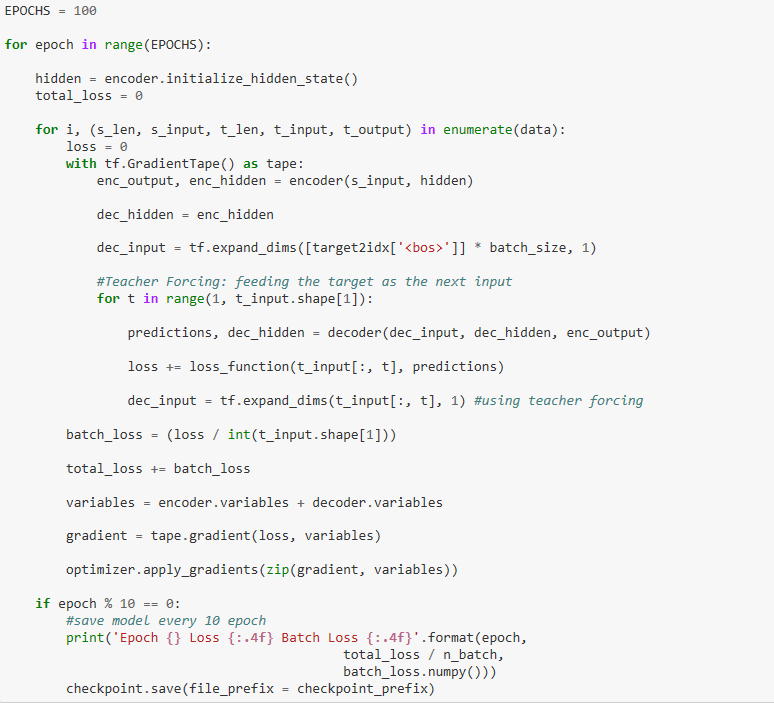 EPOCHS = 100
for epoch in range(EPOCHS):
    hidden = encoder.initialize_hidden_state()
    total_loss = 0
    for i, (s_len, s_input, t_len, t_input, t_output) in enumerate(data):
        loss = 0
        with tf.GradientTape() as tape:
            enc_output, enc_hidden = encoder(s_input, hidden)
            dec_hidden = enc_hidden
            dec_input = tf.expand_dims([target2idx['<bos>']] * batch_size, 1)
            #Teacher Forcing: feeding the target as the next input
            for t in range(1, t_input.shape[1]):
                predictions, dec_hidden = decoder(dec_input, dec_hidden, enc_output)
                loss += loss_function(t_input[:, t], predictions)
                dec_input = tf.expand_dims(t_input[:, t], 1) #using teacher forcing
        batch_loss = (loss / int(t_input.shape[1]))
        total_loss += batch_loss
        variables = encoder.variables + decoder.variables
        gradient = tape.gradient(loss, variables)
        optimizer.apply_gradients(zip(gradient, variables))
    if epoch % 10 == 0:
        #save model every 10 epoch
        print('Epoch {} Loss {:.4f} Batch Loss {:.4f}'.format(epoch,
                                            total_loss / n_batch,
                                            batch_loss.numpy()))
        checkpoint.save(file_prefix = checkpoint_prefix)